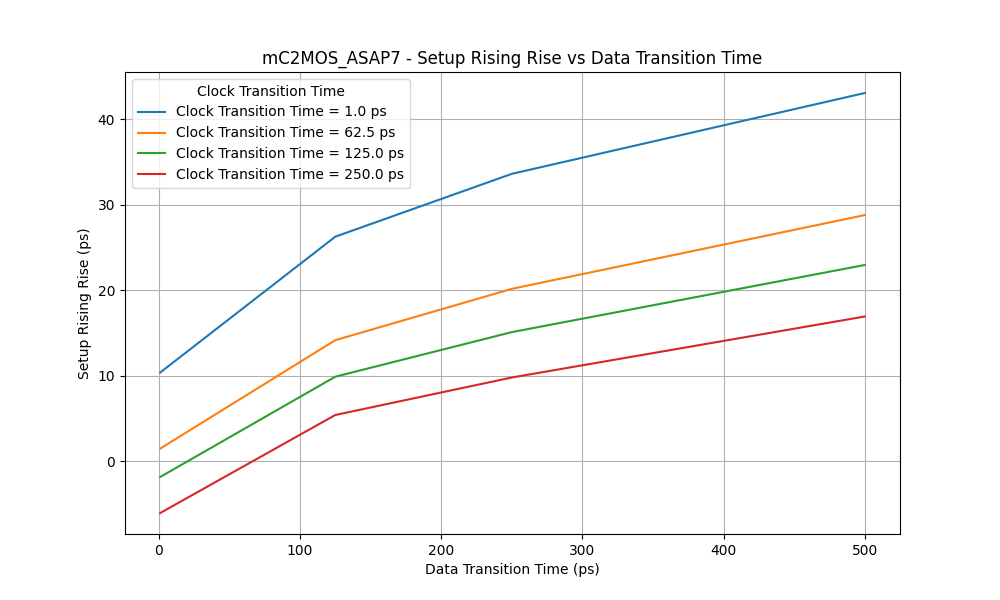 mC2MOS_ASAP7 - Setup Rising Rise vs Data Transition Time
Clock Transition Time
Clock Transition Time = 1.0 ps
Clock Transition Time = 62.5 ps
Clock Transition Time = 125.0 ps
Clock Transition Time = 250.0 ps
Setup Rising Rise (ps)
40
30
20
10
0
0 100 200 300 400 500
Data Transition Time (ps)